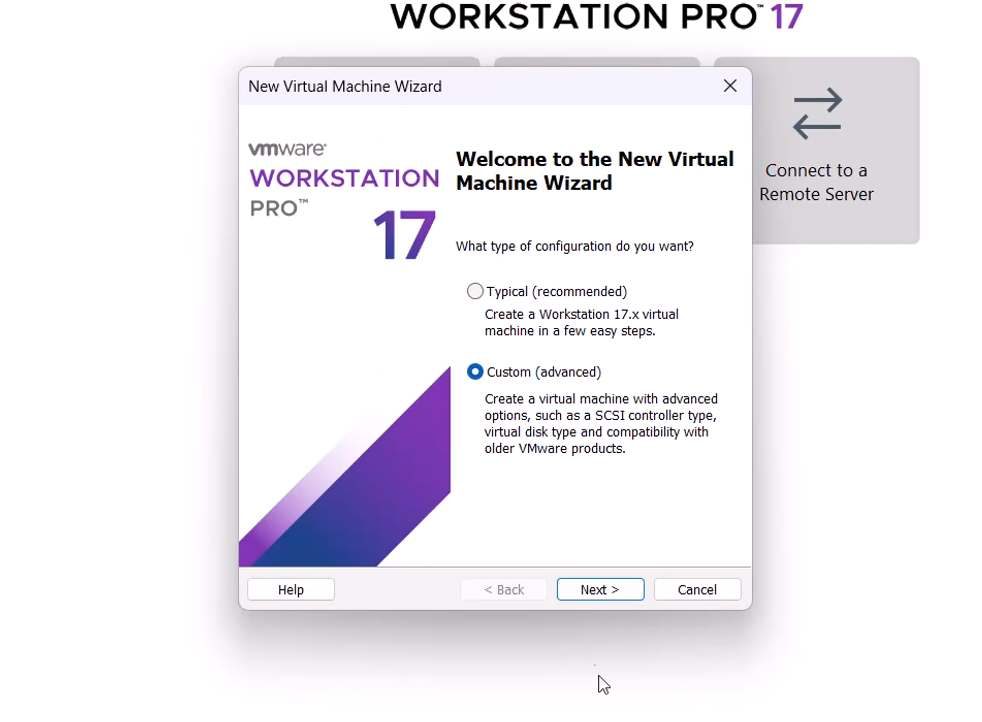 WORKSTATION PRO™ 17
New Virtual Machine Wizard
vmware®
WORKSTATION
PRO™
17
Welcome to the New Virtual
Machine Wizard
What type of configuration do you want?
Typical (recommended)
Create a Workstation 17.x virtual
machine in a few easy steps.
Custom (advanced)
Create a virtual machine with advanced
options, such as a SCSI controller type,
virtual disk type and compatibility with
older VMware products.
Help
< Back
Next >
Cancel
Connect to a
Remote Server